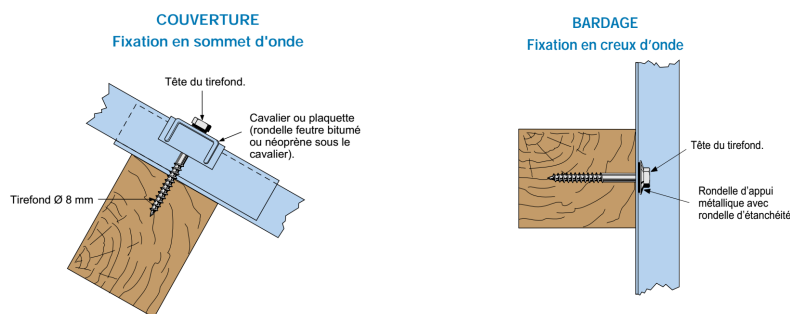 COUVERTURE
Fixation en sommet d'onde
Tête du tirefond.
Cavalier ou plaquette
(rondelle feutre bitumé
ou néoprène sous le
cavalier).
Tirefond Ø 8 mm
BARDAGE
Fixation en creux d'onde
Tête du tirefond.
Rondelle d'appui
métallique avec
rondelle d'étanchéité